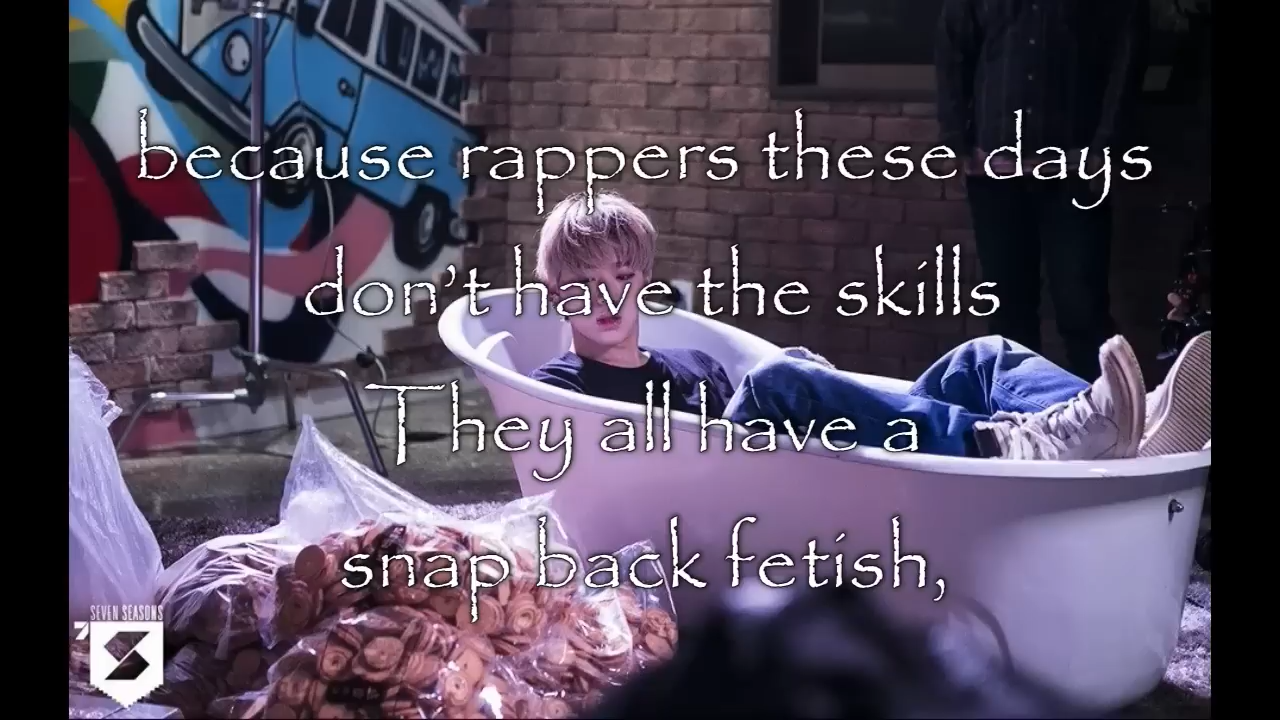 because rappers these days
don't have the skills
They all have a
snap back fetish,
SEVEN SEASONS